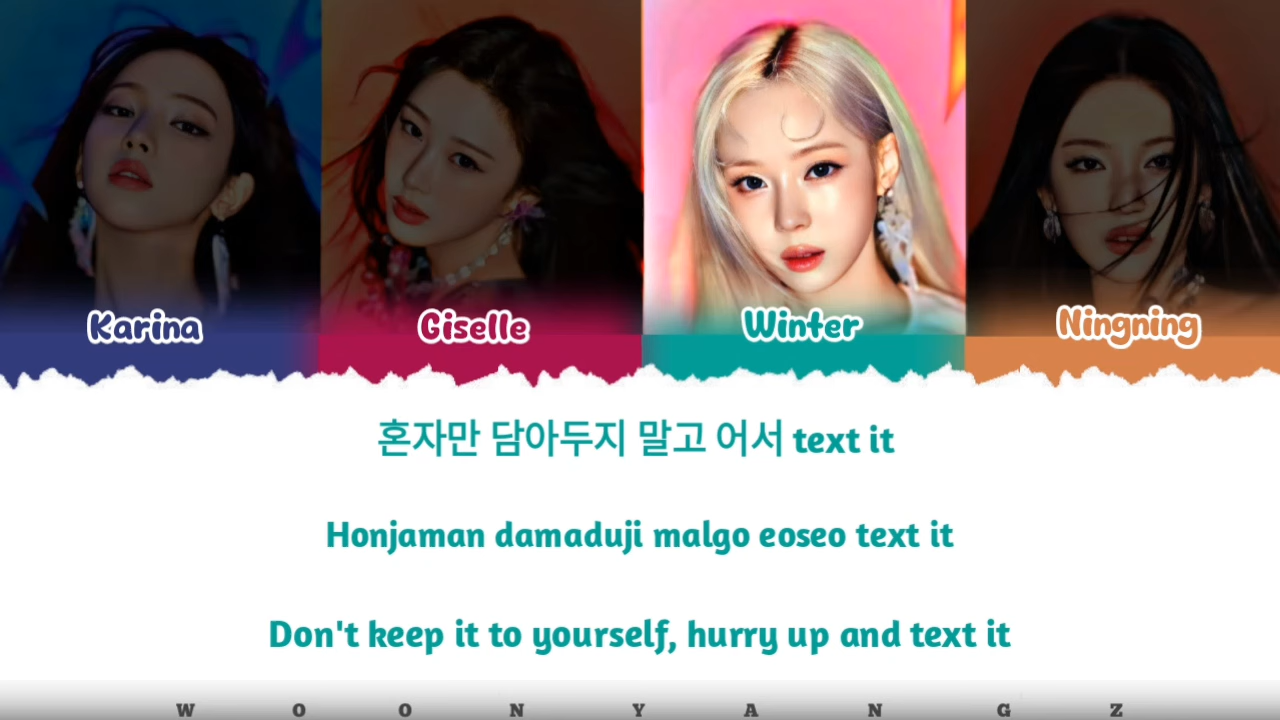 Karina
Giselle
Winter
Ningning
혼자만 담아두지 말고 어서 text it
Honjaman damaduji malgo eoseo text it
Don't keep it to yourself, hurry up and text it
W O O N Y A N G Z